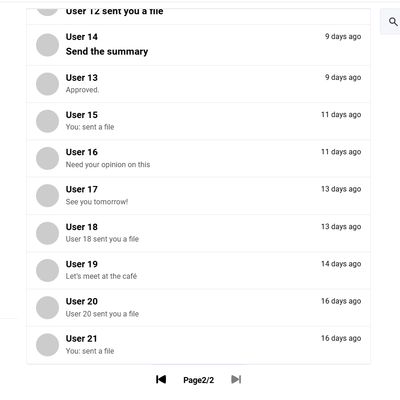 User 12 sent you a file
User 14
9 days ago
Send the summary
User 13
9 days ago
Approved.
User 15
11 days ago
You: sent a file
User 16
11 days ago
Need your opinion on this
User 17
13 days ago
See you tomorrow!
User 18
13 days ago
User 18 sent you a file
User 19
14 days ago
Let's meet at the café
User 20
16 days ago
User 20 sent you a file
User 21
16 days ago
You: sent a file
Page2/2